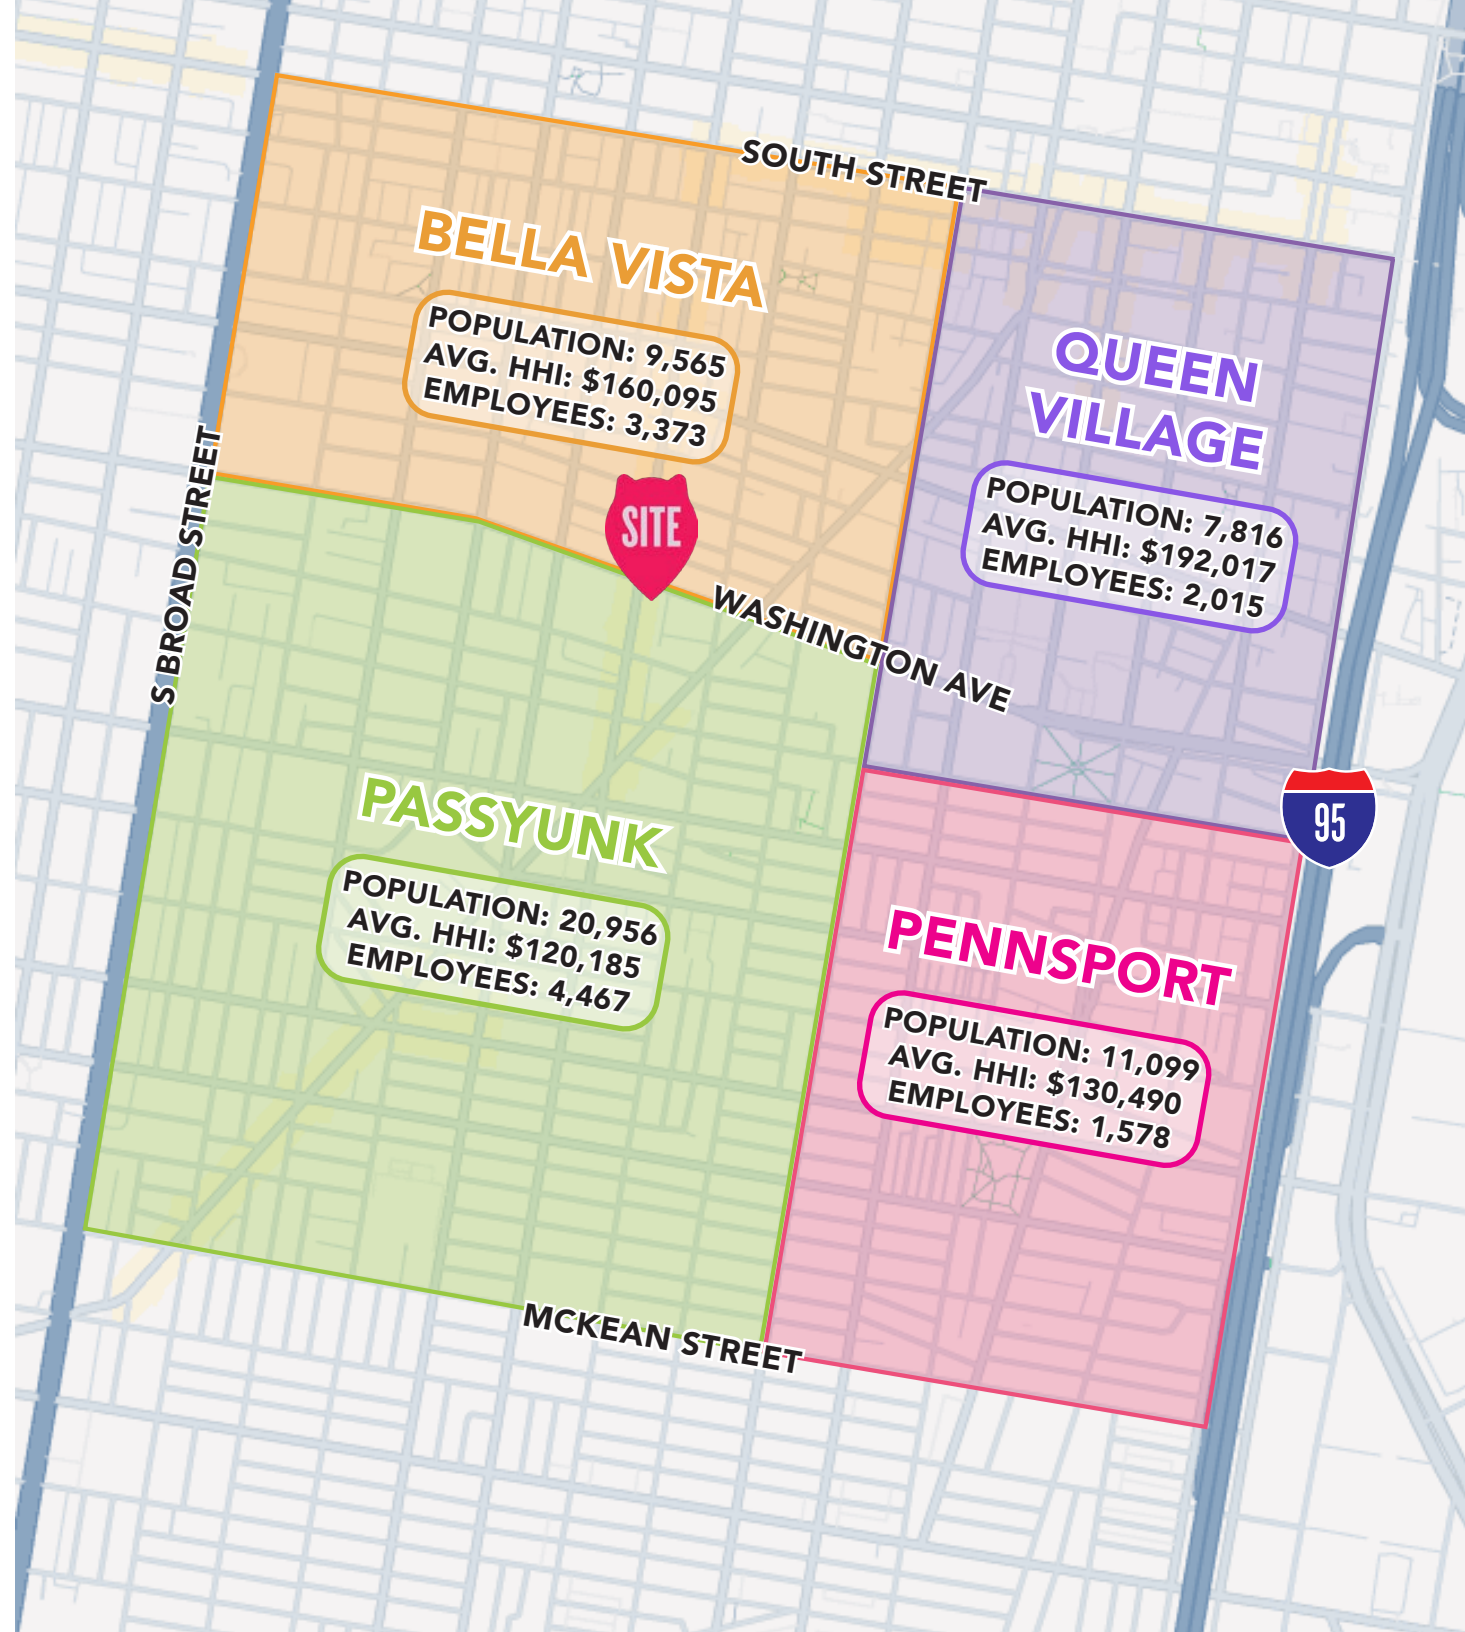 SOUTH STREET
BELLA VISTA
POPULATION: 9,565
AVG. HHI: $160,095
EMPLOYEES: 3,373
QUEEN
VILLAGE
POPULATION: 7,816
AVG. HHI: $192,017
EMPLOYEES: 2,015
S BROAD STREET
SITE
WASHINGTON AVE
95
PASSYUNK
POPULATION: 20,956
AVG. HHI: $120,185
EMPLOYEES: 4,467
PENNSPORT
POPULATION: 11,099
AVG. HHI: $130,490
EMPLOYEES: 1,578
MCKEAN STREET